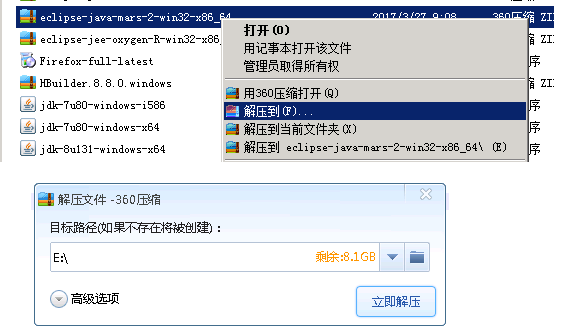 eclipse-java-mars-2-win32-x86_64 2017/3/27 9:08 360压缩 ZI
eclipse-jee-oxygen-R-win32-x86_ 缩 ZI
Firefox-full-latest 序
HBuilder.8.8.0.windows 缩 ZI
jdk-7u80-windows-i586 序
jdk-7u80-windows-x64 序
jdk-8u131-windows-x64 序
打开(O)
用记事本打开该文件
管理员取得所有权
用360压缩打开(Q)
解压到(F)...
解压到当前文件夹(X)
解压到 eclipse-java-mars-2-win32-x86_64\ (E)
解压文件 -360压缩
目标路径(如果不存在将被创建)：
E:\ 剩余:8.1GB
高级选项 立即解压